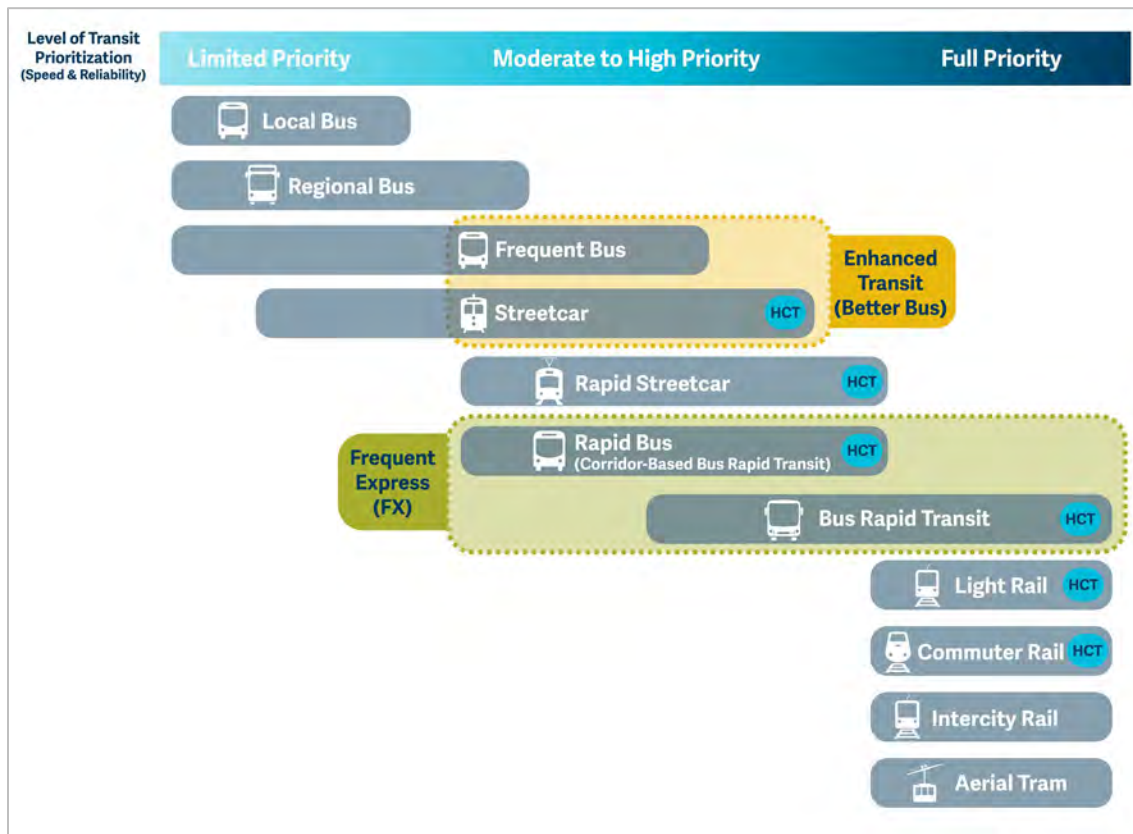 Level of Transit
Prioritization
(Speed & Reliability)
Limited Priority
Moderate to High Priority
Full Priority
Local Bus
Regional Bus
Frequent Bus
Streetcar
HCT
Enhanced
Transit
(Better Bus)
Rapid Streetcar
HCT
Frequent
Express
(FX)
Rapid Bus
(Corridor-Based Bus Rapid Transit)
HCT
Bus Rapid Transit
HCT
Light Rail
HCT
Commuter Rail
HCT
Intercity Rail
Aerial Tram